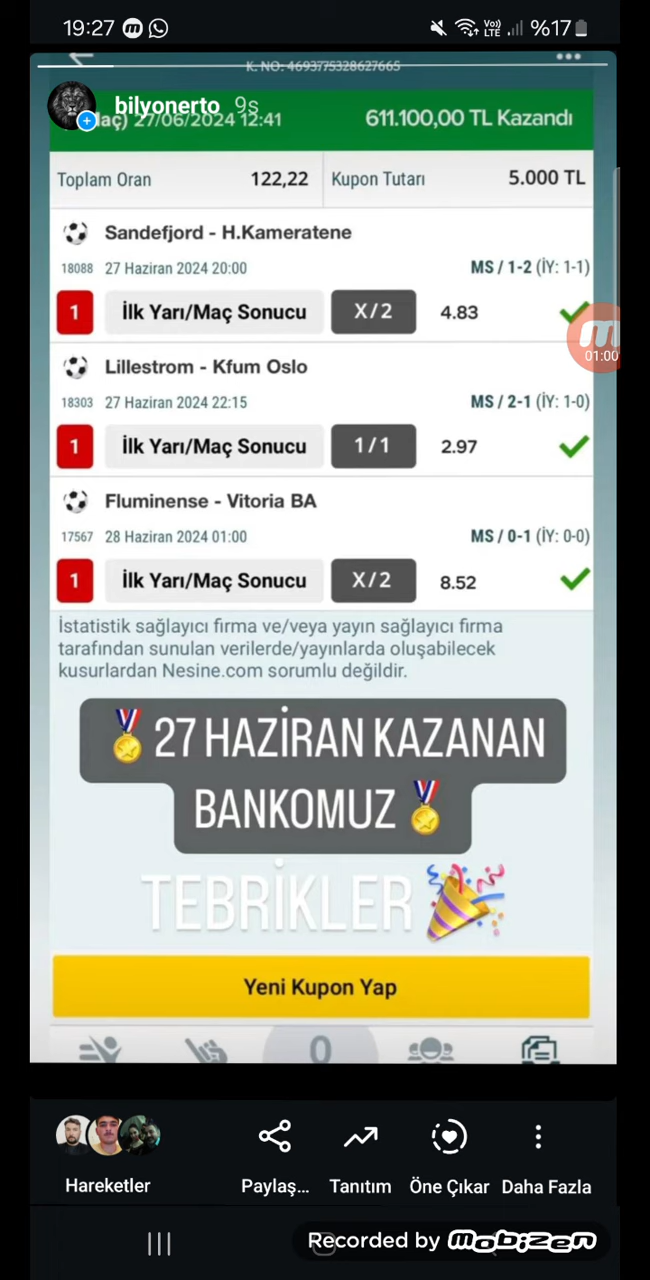 19:27
Vo)) LTE
%17
K. NO: 4693775328627665
bilyonerto 9s
Maç) 27/06/2024 12:41
611.100,00 TL Kazandı
Toplam Oran 122,22 Kupon Tutarı 5.000 TL
Sandefjord - H.Kameratene
18088 27 Haziran 2024 20:00 MS / 1-2 (İY: 1-1)
1 İlk Yarı/Maç Sonucu X/2 4.83
01:00
Lillestrom - Kfum Oslo
18303 27 Haziran 2024 22:15 MS / 2-1 (İY: 1-0)
1 İlk Yarı/Maç Sonucu 1/1 2.97
Fluminense - Vitoria BA
17567 28 Haziran 2024 01:00 MS / 0-1 (İY: 0-0)
1 İlk Yarı/Maç Sonucu X/2 8.52
İstatistik sağlayıcı firma ve/veya yayın sağlayıcı firma
tarafından sunulan verilerde/yayınlarda oluşabilecek
kusurlardan Nesine.com sorumlu değildir.
🏅27 HAZİRAN KAZANAN
BANKOMUZ🏅
TEBRİKLER🎉
Yeni Kupon Yap
0
Hareketler Paylaş... Tanıtım Öne Çıkar Daha Fazla
Recorded by mobizen